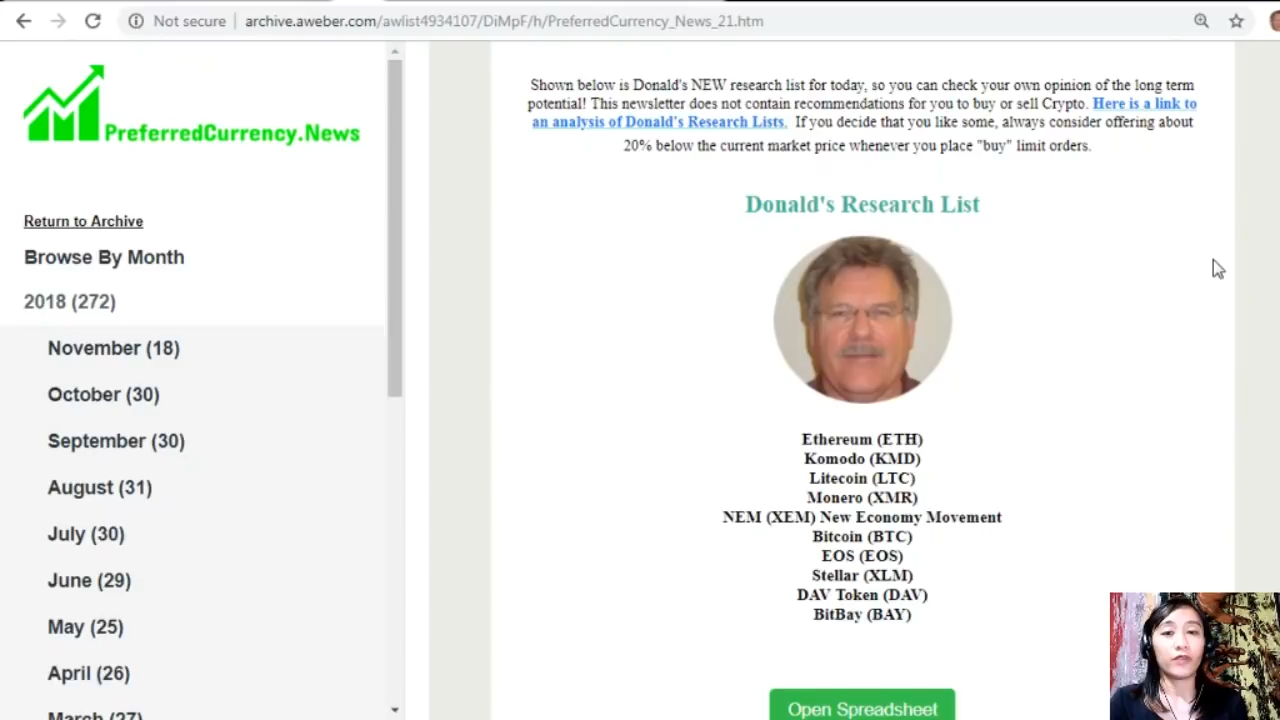 Not secure archive.aweber.com/awlist4934107/DiMpF/h/PreferredCurrency_News_21.htm
PreferredCurrency.News
Return to Archive
Browse By Month
2018 (272)
November (18)
October (30)
September (30)
August (31)
July (30)
June (29)
May (25)
April (26)
March (27)
Shown below is Donald's NEW research list for today, so you can check your own opinion of the long term
potential! This newsletter does not contain recommendations for you to buy or sell Crypto. Here is a link to
an analysis of Donald's Research Lists. If you decide that you like some, always consider offering about
20% below the current market price whenever you place "buy" limit orders.
Donald's Research List
Ethereum (ETH)
Komodo (KMD)
Litecoin (LTC)
Monero (XMR)
NEM (XEM) New Economy Movement
Bitcoin (BTC)
EOS (EOS)
Stellar (XLM)
DAV Token (DAV)
BitBay (BAY)
Open Spreadsheet